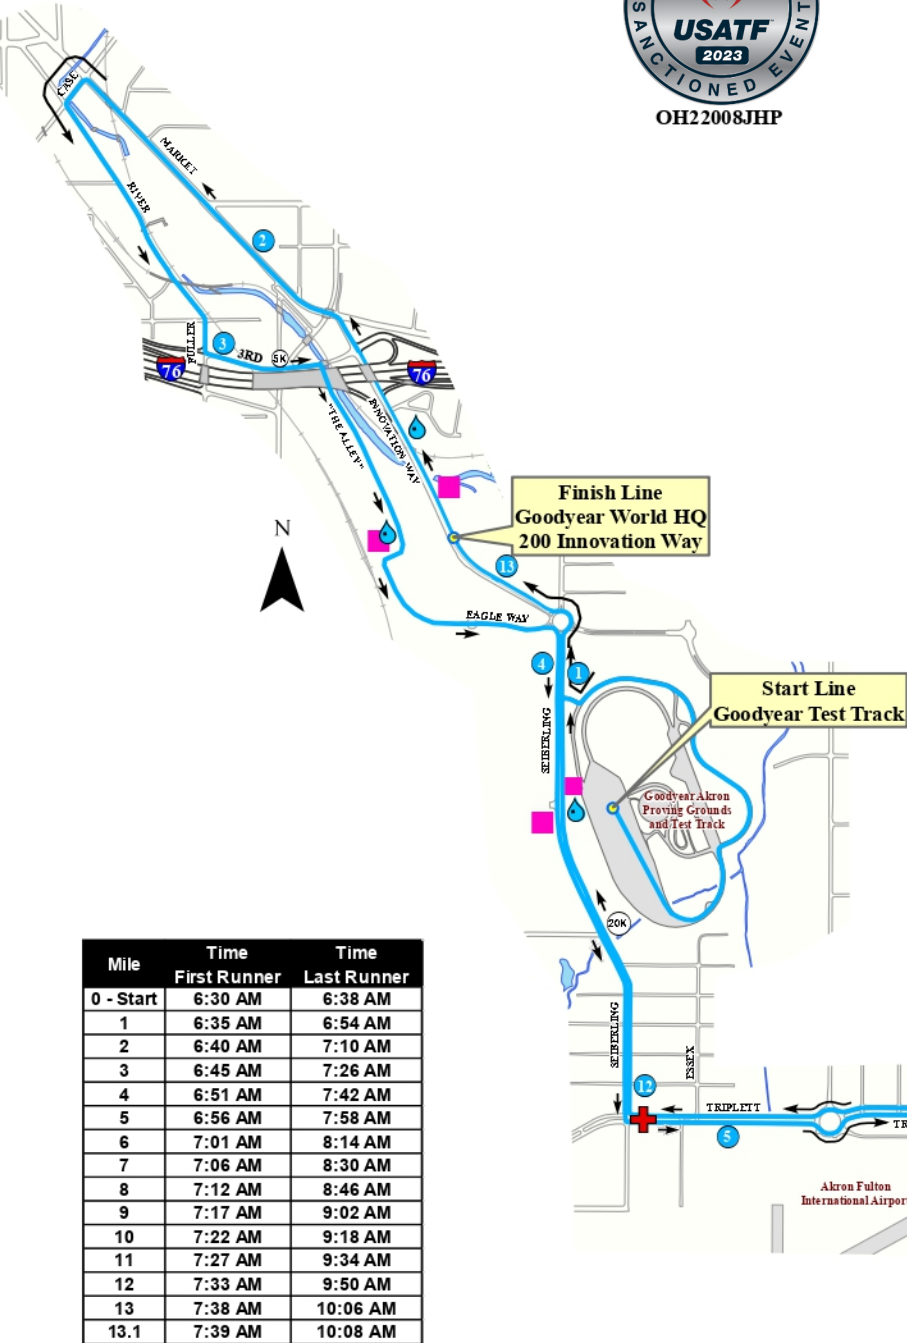 SANCTIONED EVENT
USATF
2023
OH22008JHP
CASE
MARKET
RIVER
2
FULLER
3
3RD
5K
76
76
"THE ALLEY"
INNOVATION WAY
Finish Line
Goodyear World HQ
200 Innovation Way
N
13
EAGLE WAY
4
1
Start Line
Goodyear Test Track
SEIBERLING
Goodyear Akron
Proving Grounds
and Test Track
20K
SEIBERLING
ESSEX
12
TRIPLETT
5
TR
Akron Fulton
International Airpor
Mile Time First Runner Time Last Runner
0 - Start 6:30 AM 6:38 AM
1 6:35 AM 6:54 AM
2 6:40 AM 7:10 AM
3 6:45 AM 7:26 AM
4 6:51 AM 7:42 AM
5 6:56 AM 7:58 AM
6 7:01 AM 8:14 AM
7 7:06 AM 8:30 AM
8 7:12 AM 8:46 AM
9 7:17 AM 9:02 AM
10 7:22 AM 9:18 AM
11 7:27 AM 9:34 AM
12 7:33 AM 9:50 AM
13 7:38 AM 10:06 AM
13.1 7:39 AM 10:08 AM